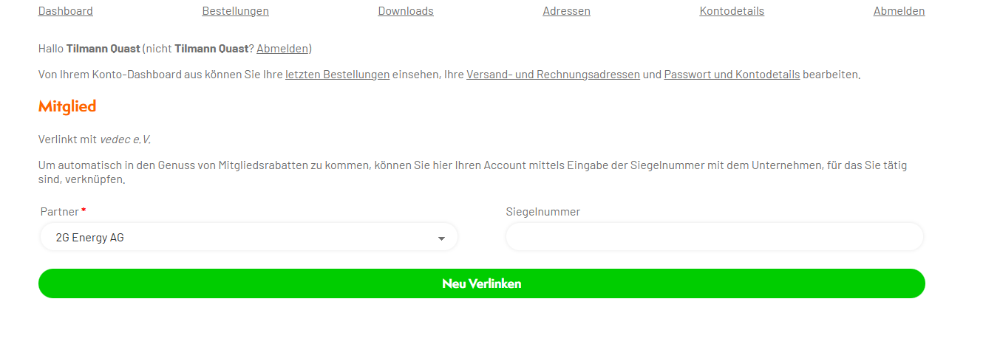 Dashboard Bestellungen Downloads Adressen Kontodetails Abmelden
Hallo Tilmann Quast (nicht Tilmann Quast? Abmelden)
Von Ihrem Konto-Dashboard aus können Sie Ihre letzten Bestellungen einsehen, Ihre Versand- und Rechnungsadressen und Passwort und Kontodetails bearbeiten.
Mitglied
Verlinkt mit vedec e.V.
Um automatisch in den Genuss von Mitgliedsrabatten zu kommen, können Sie hier Ihren Account mittels Eingabe der Siegelnummer mit dem Unternehmen, für das Sie tätig
sind, verknüpfen.
Partner * Siegelnummer
2G Energy AG
Neu Verlinken